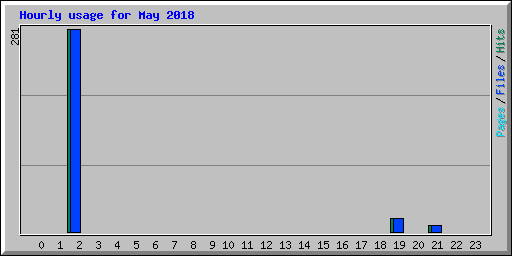 Hourly usage for May 2018
281
Pages/Files/Hits
0 1 2 3 4 5 6 7 8 9 10 11 12 13 14 15 16 17 18 19 20 21 22 23